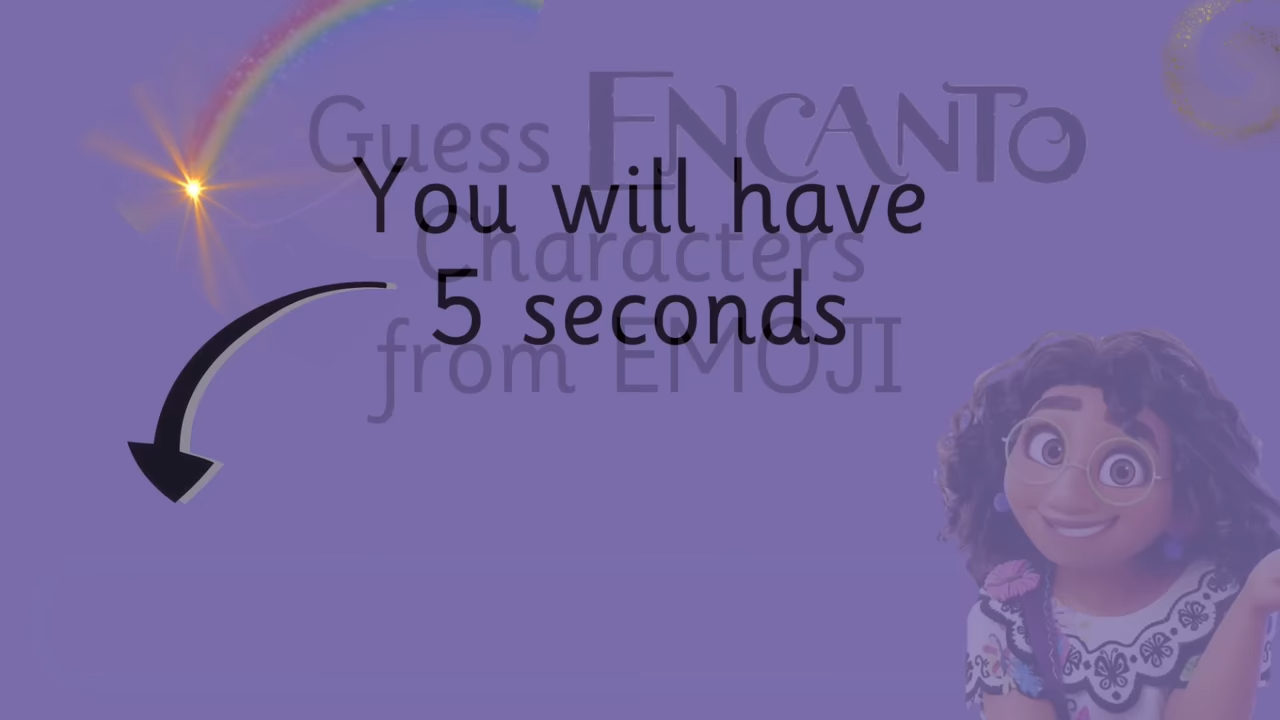 Guess ENCANTO
You will have
Characters
5 seconds
from EMOJI